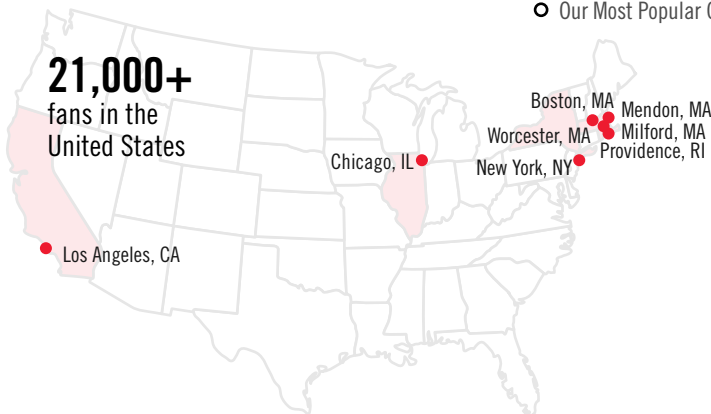 Our Most Popular
21,000+
fans in the
United States
Boston, MA
Mendon, MA
Worcester, MA
Milford, MA
Providence, RI
Chicago, IL
New York, NY
Los Angeles, CA